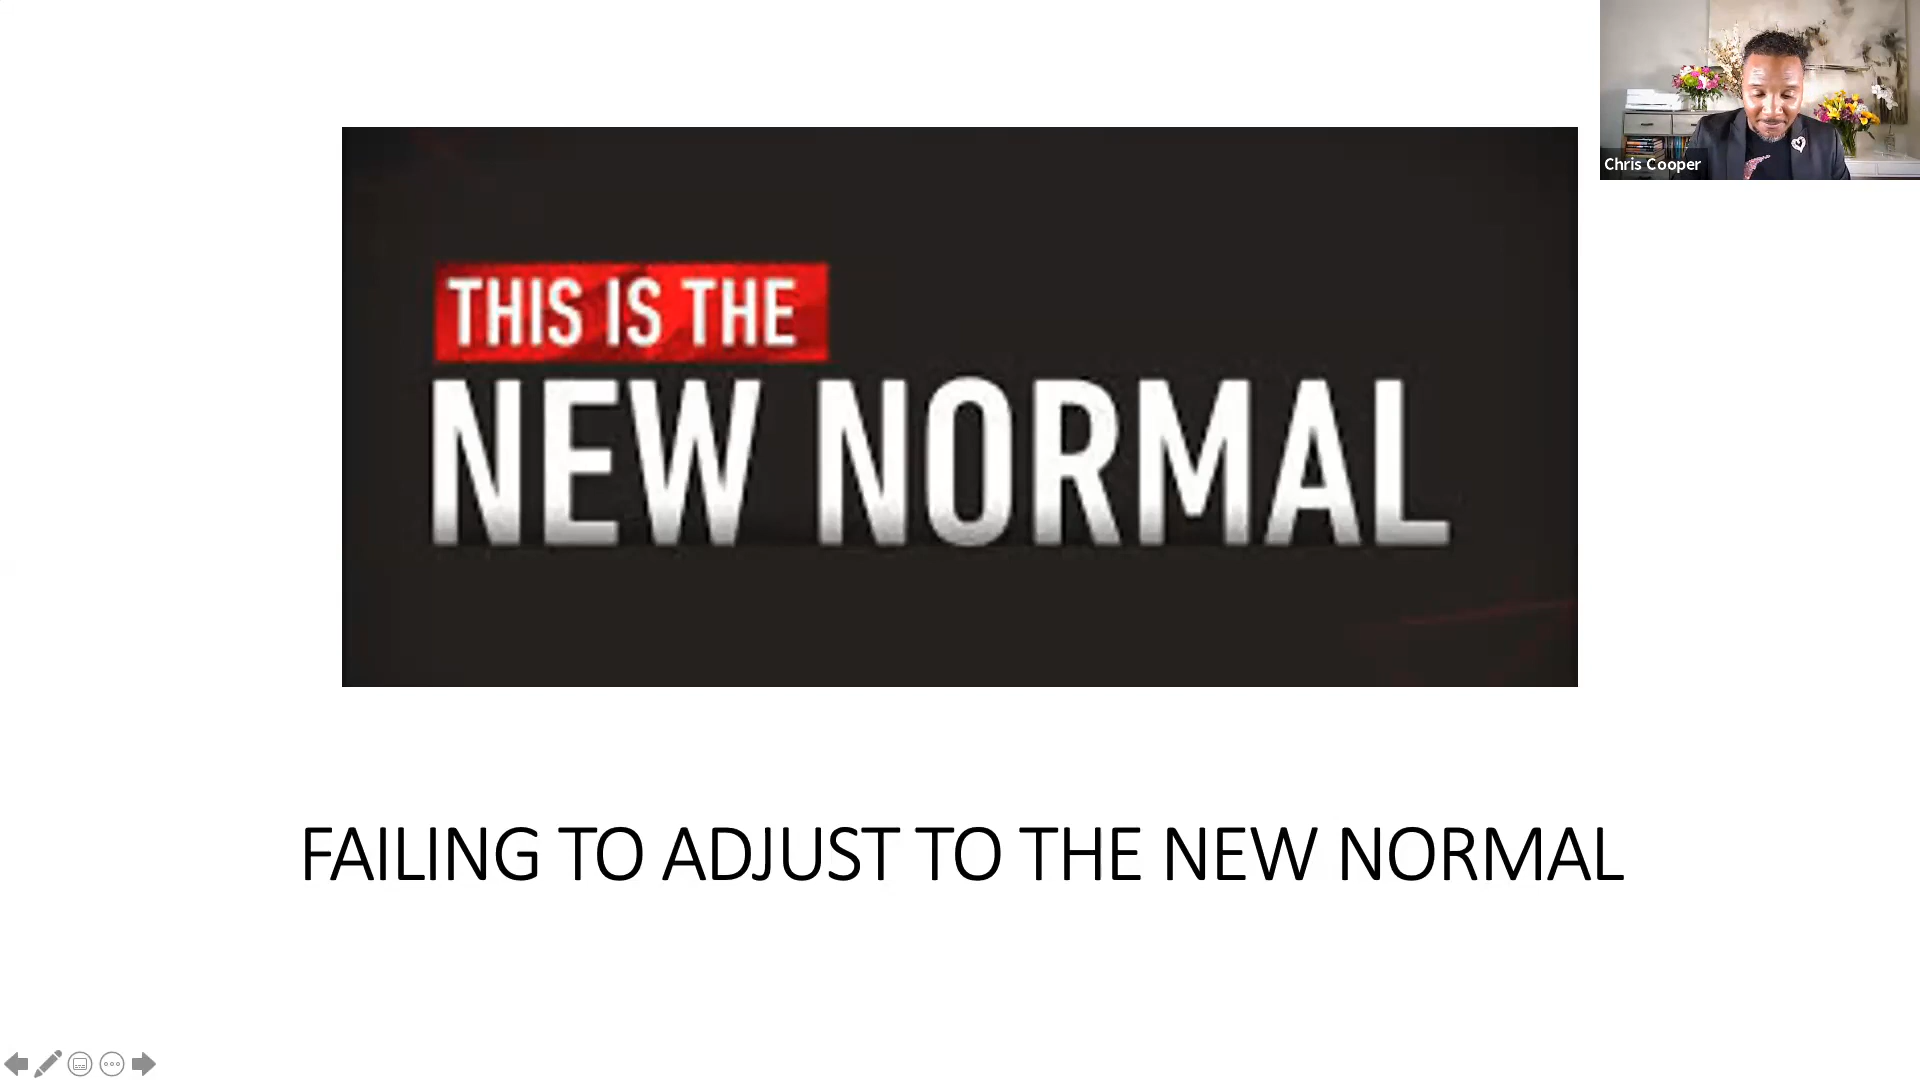 THIS IS THE
NEW NORMAL
Chris Cooper
FAILING TO ADJUST TO THE NEW NORMAL